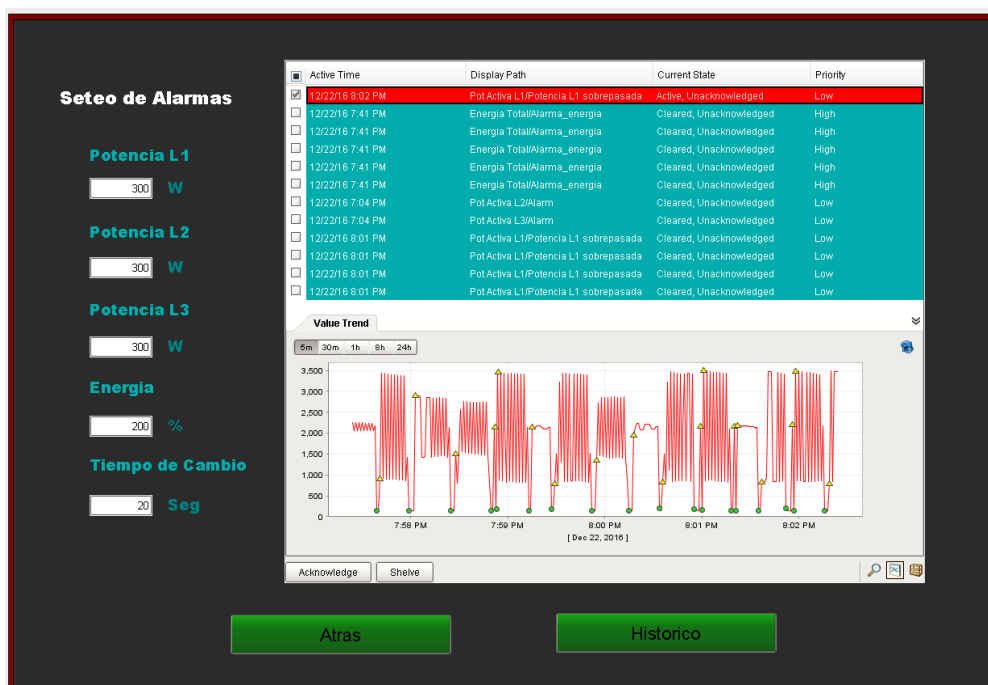 Seteo de Alarmas
Potencia L1
300 W
Potencia L2
300 W
Potencia L3
300 W
Energia
200 %
Tiempo de Cambio
20 Seg
Active Time Display Path Current State Priority
12/22/16 8:02 PM Pot Activa L1/Potencia L1 sobrepasada Active, Unacknowledged Low
12/22/16 7:41 PM Energia Total/Alarma_energia Cleared, Unacknowledged High
12/22/16 7:41 PM Energia Total/Alarma_energia Cleared, Unacknowledged High
12/22/16 7:41 PM Energia Total/Alarma_energia Cleared, Unacknowledged High
12/22/16 7:41 PM Energia Total/Alarma_energia Cleared, Unacknowledged High
12/22/16 7:41 PM Energia Total/Alarma_energia Cleared, Unacknowledged High
12/22/16 7:04 PM Pot Activa L2/Alarm Cleared, Unacknowledged Low
12/22/16 7:04 PM Pot Activa L3/Alarm Cleared, Unacknowledged Low
12/22/16 8:01 PM Pot Activa L1/Potencia L1 sobrepasada Cleared, Unacknowledged Low
12/22/16 8:01 PM Pot Activa L1/Potencia L1 sobrepasada Cleared, Unacknowledged Low
12/22/16 8:01 PM Pot Activa L1/Potencia L1 sobrepasada Cleared, Unacknowledged Low
12/22/16 8:01 PM Pot Activa L1/Potencia L1 sobrepasada Cleared, Unacknowledged Low
Value Trend
5m 30m 1h 8h 24h
3,500
3,000
2,500
2,000
1,500
1,000
500
0
7:58 PM 7:59 PM 8:00 PM 8:01 PM 8:02 PM
[ Dec 22, 2016 ]
Acknowledge Shelve
Atras Historico